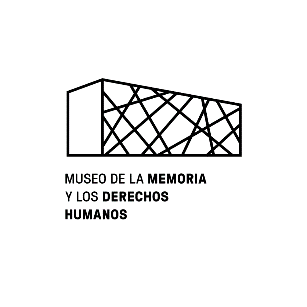 MUSEO DE LA MEMORIA
Y LOS DERECHOS
HUMANOS